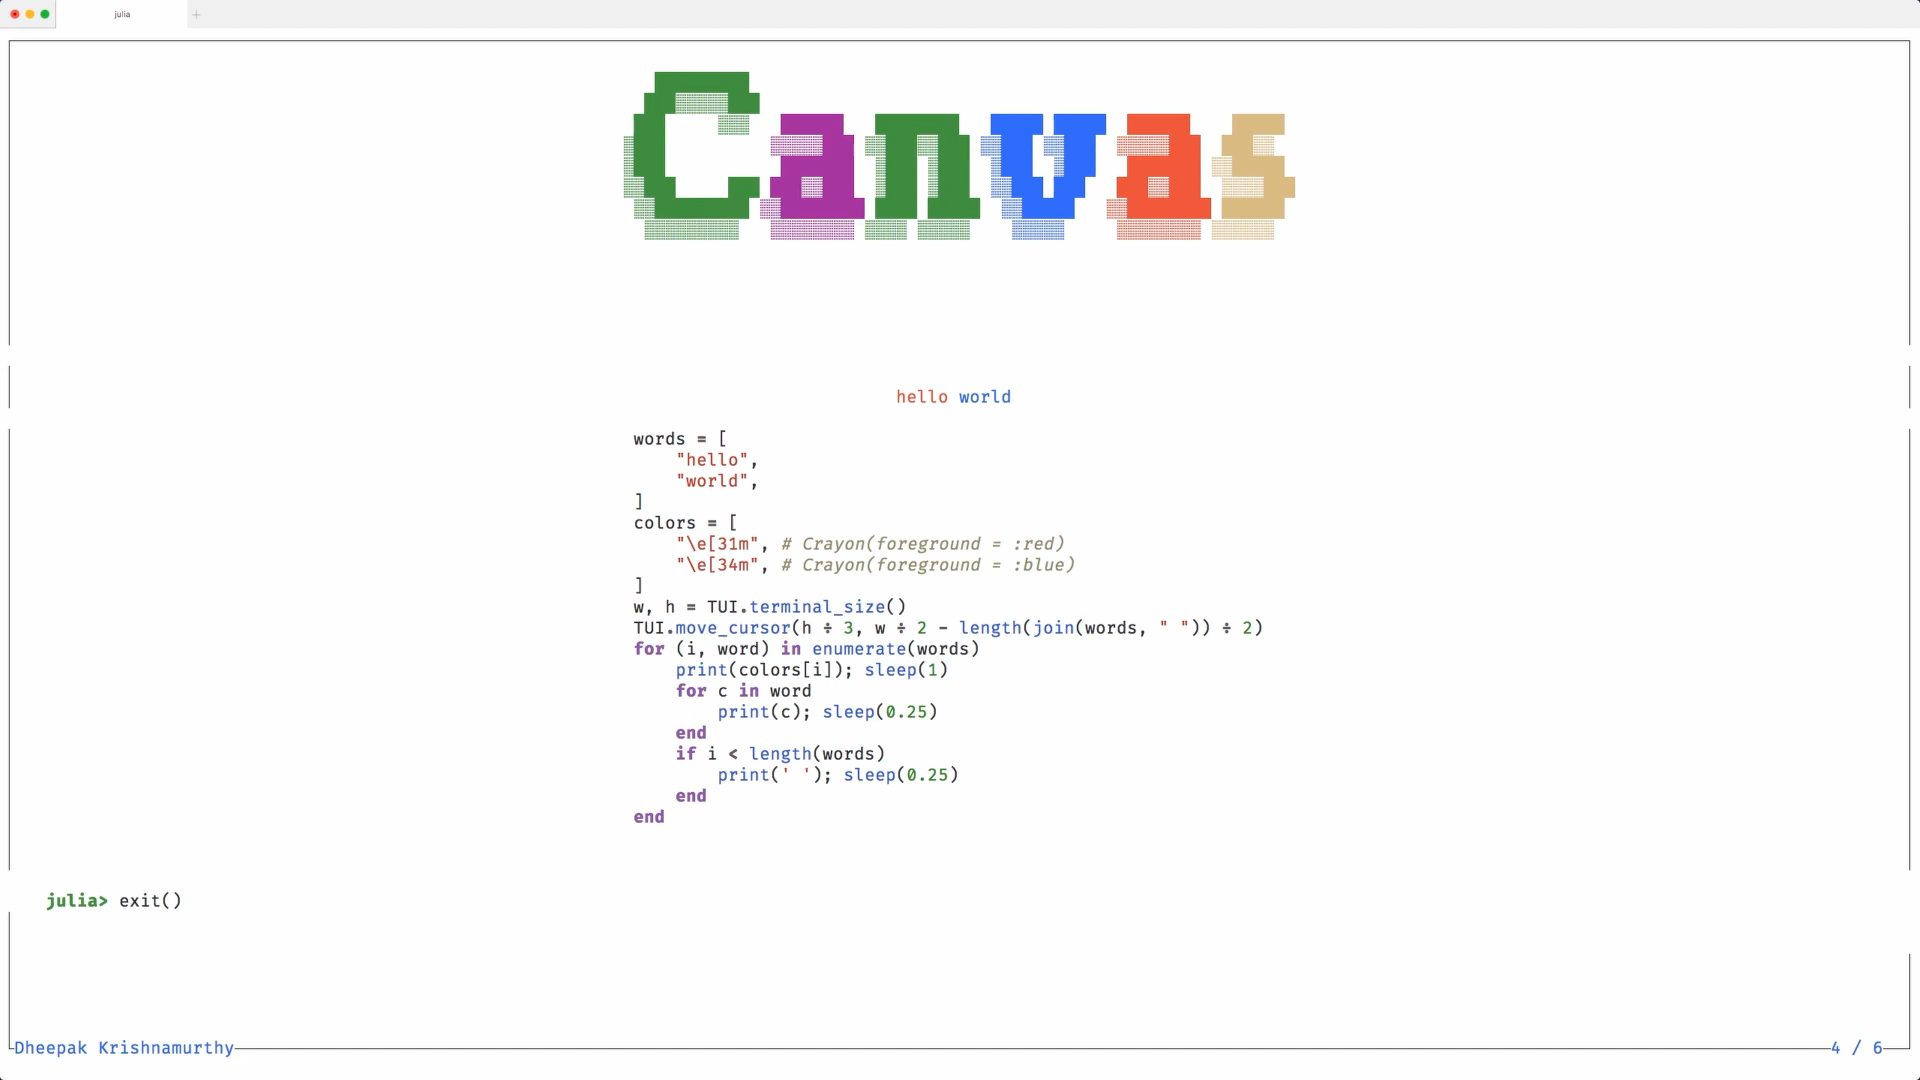 julia
Canvas
hello world
words = [
    "hello",
    "world",
]
colors = [
    "\e[31m", # Crayon(foreground = :red)
    "\e[34m", # Crayon(foreground = :blue)
]
w, h = TUI.terminal_size()
TUI.move_cursor(h ÷ 3, w ÷ 2 - length(join(words, " ")) ÷ 2)
for (i, word) in enumerate(words)
    print(colors[i]); sleep(1)
    for c in word
        print(c); sleep(0.25)
    end
    if i < length(words)
        print(' '); sleep(0.25)
    end
end
julia> exit()
Dheepak Krishnamurthy
4 / 6